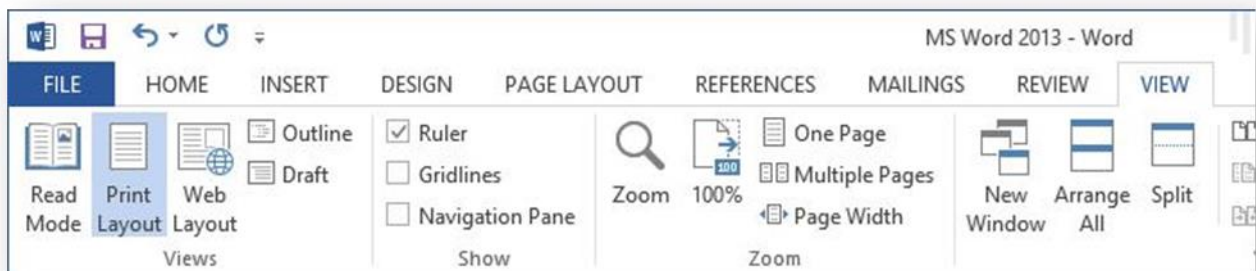 MS Word 2013 - Word
FILE HOME INSERT DESIGN PAGE LAYOUT REFERENCES MAILINGS REVIEW VIEW
Read Mode
Print Layout
Web Layout
Outline
Draft
Views
Ruler
Gridlines
Navigation Pane
Show
Zoom
100
100%
One Page
Multiple Pages
Page Width
Zoom
New Window
Arrange All
Split